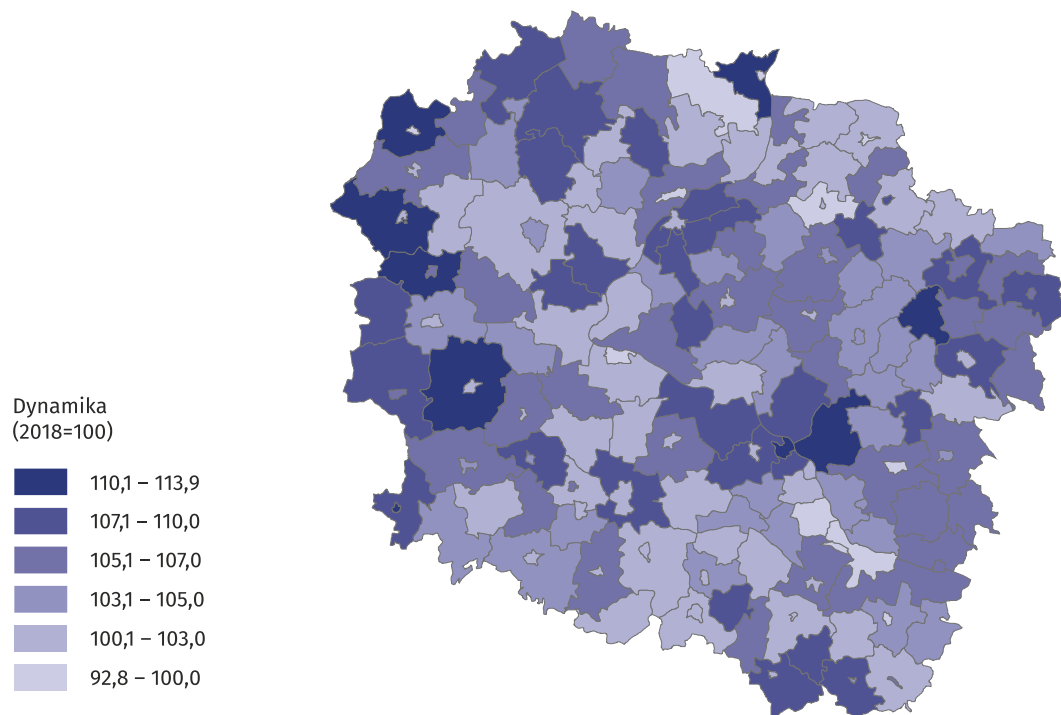 Dynamika
(2018=100)
110,1 – 113,9
107,1 – 110,0
105,1 – 107,0
103,1 – 105,0
100,1 – 103,0
92,8 – 100,0